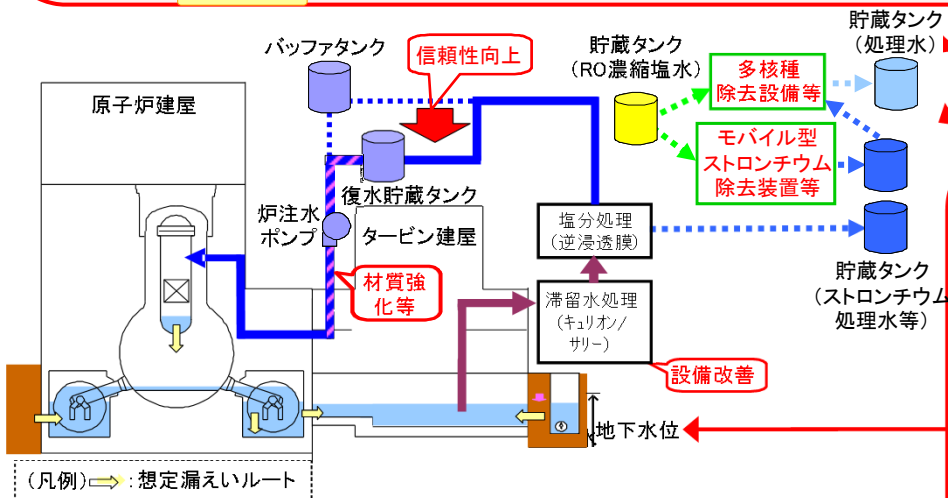 バッファタンク
信頼性向上
貯蔵タンク
(RO濃縮塩水)
多核種
除去設備等
貯蔵タンク
(処理水)
原子炉建屋
モバイル型
ストロンチウム
除去装置等
復水貯蔵タンク
炉注水
ポンプ
タービン建屋
塩分処理
(逆浸透膜)
材質強
化等
滞留水処理
(キュリオン/
サリー)
貯蔵タンク
(ストロンチウム
処理水等)
設備改善
地下水位
(凡例) :想定漏えいルート